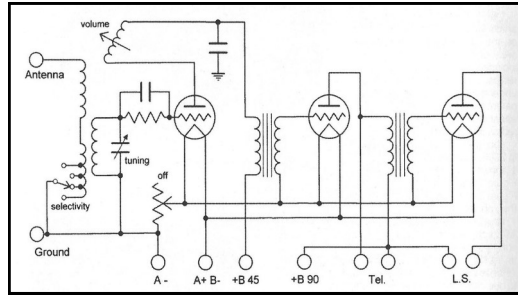 volume
Antenna
tuning
off
selectivity
Ground
A -
A+ B-
+B 45
+B 90
Tel.
L.S.